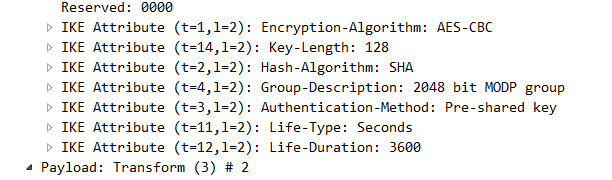 Reserved: 0000
IKE Attribute (t=1,l=2): Encryption-Algorithm: AES-CBC
IKE Attribute (t=14,l=2): Key-Length: 128
IKE Attribute (t=2,l=2): Hash-Algorithm: SHA
IKE Attribute (t=4,l=2): Group-Description: 2048 bit MODP group
IKE Attribute (t=3,l=2): Authentication-Method: Pre-shared key
IKE Attribute (t=11,l=2): Life-Type: Seconds
IKE Attribute (t=12,l=2): Life-Duration: 3600
Payload: Transform (3) # 2